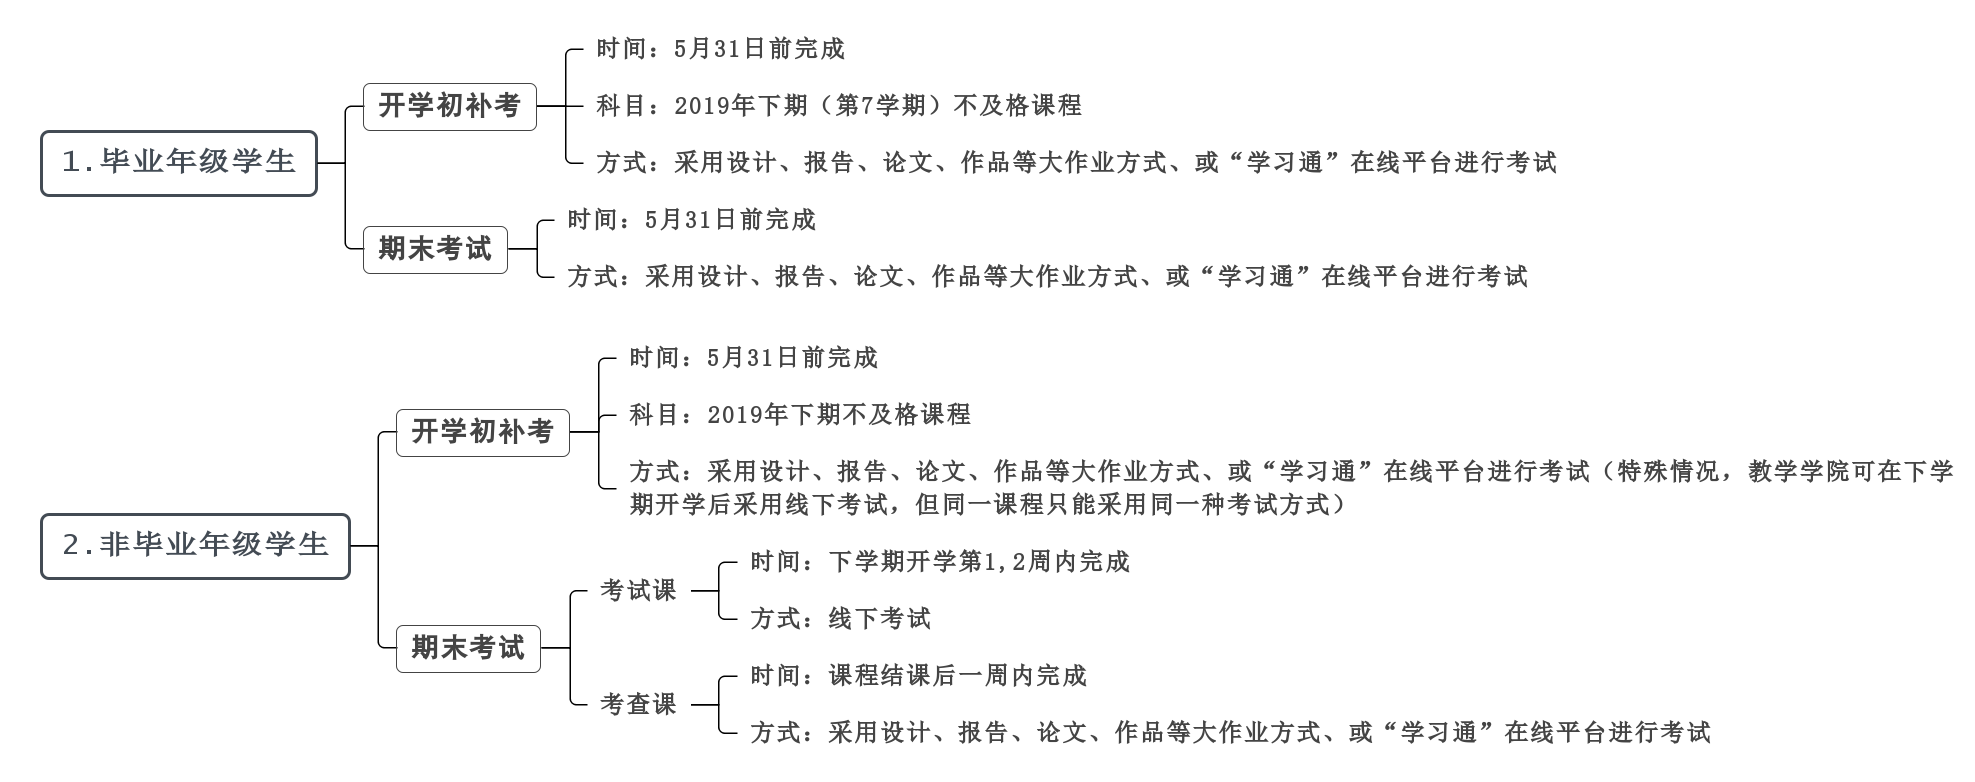 1.毕业年级学生
开学初补考
时间：5月31日前完成
科目：2019年下期（第7学期）不及格课程
方式：采用设计、报告、论文、作品等大作业方式、或“学习通”在线平台进行考试
期末考试
时间：5月31日前完成
方式：采用设计、报告、论文、作品等大作业方式、或“学习通”在线平台进行考试
2.非毕业年级学生
开学初补考
时间：5月31日前完成
科目：2019年下期不及格课程
方式：采用设计、报告、论文、作品等大作业方式、或“学习通”在线平台进行考试（特殊情况，教学学院可在下学
期开学后采用线下考试，但同一课程只能采用同一种考试方式）
期末考试
考试课
时间：下学期开学第1,2周内完成
方式：线下考试
考查课
时间：课程结课后一周内完成
方式：采用设计、报告、论文、作品等大作业方式、或“学习通”在线平台进行考试